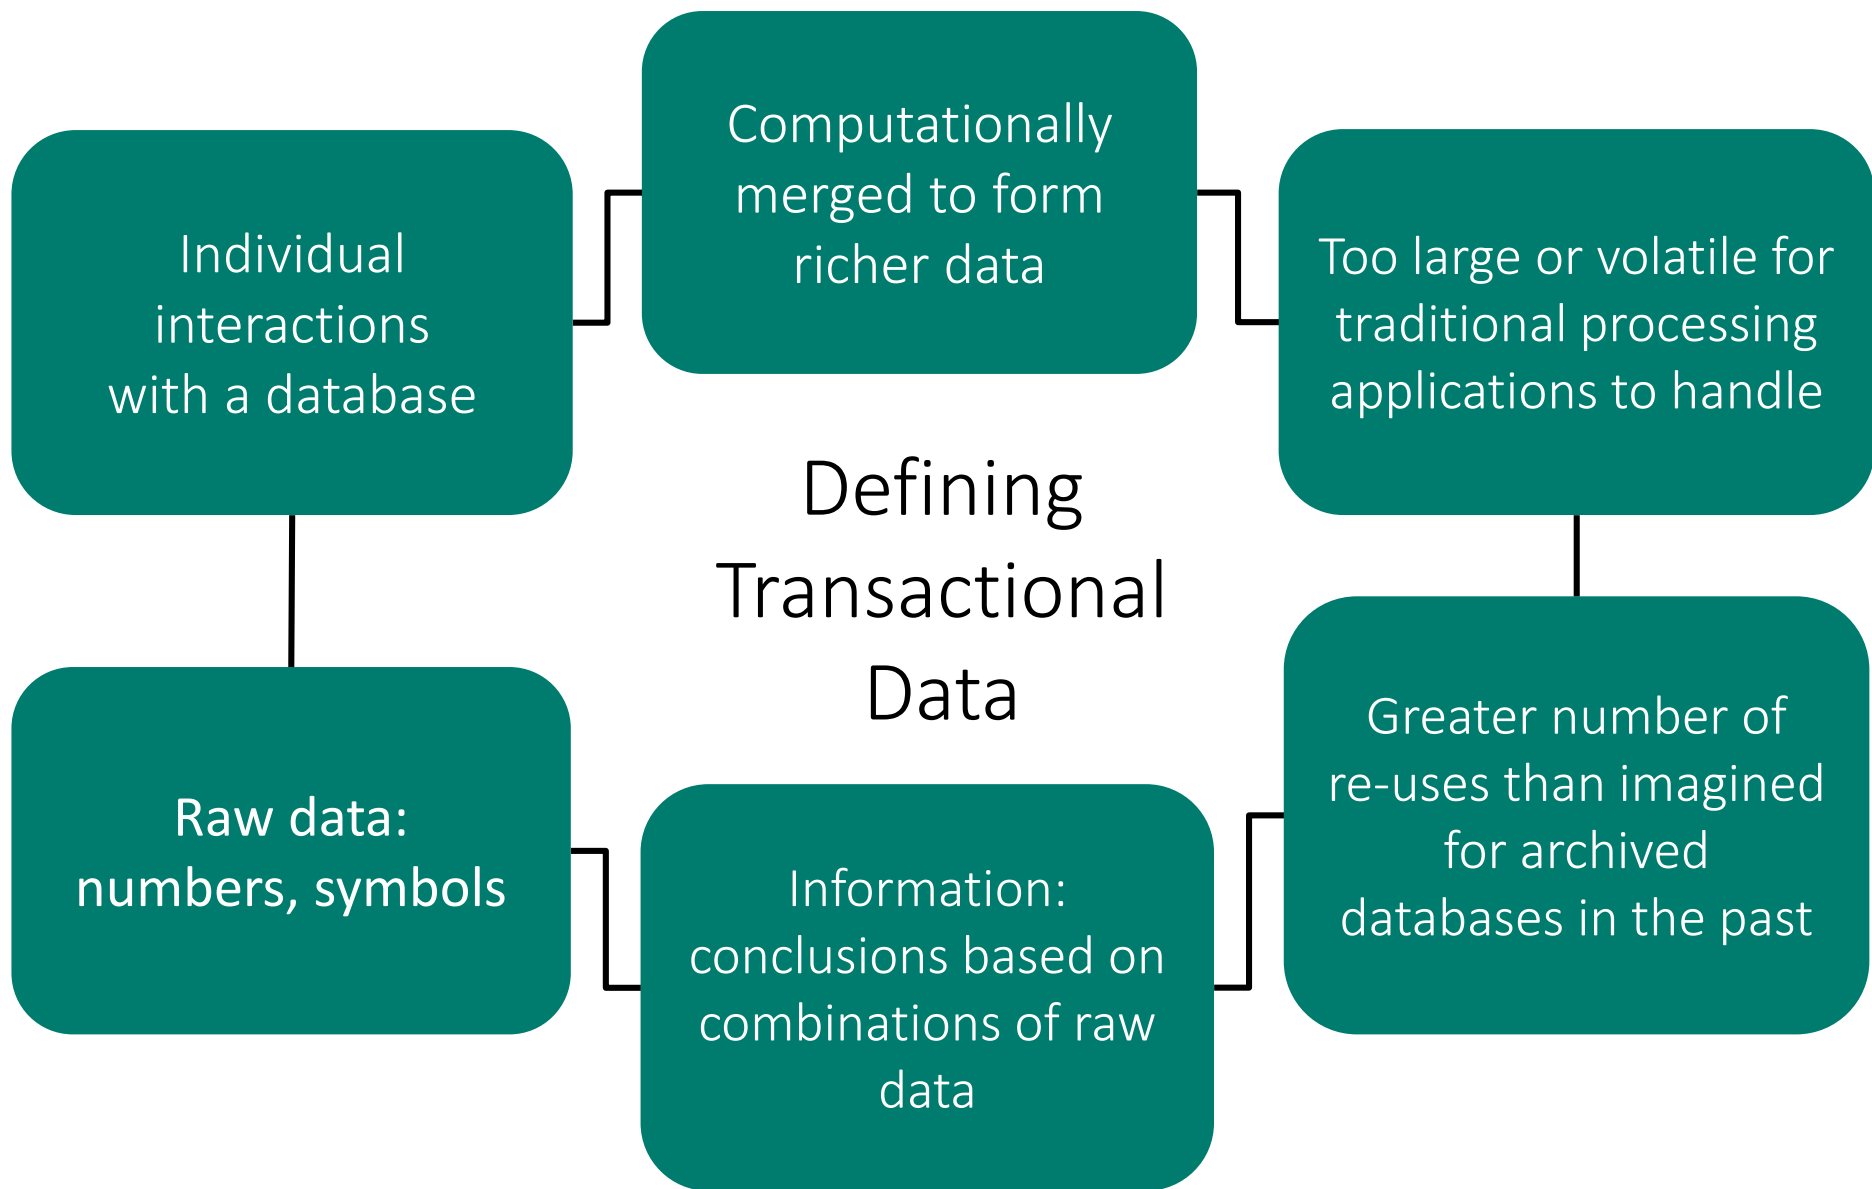 Computationally
merged to form
richer data
Individual
interactions
with a database
Too large or volatile for
traditional processing
applications to handle
Defining
Transactional
Data
Raw data:
numbers, symbols
Information:
conclusions based on
combinations of raw
data
Greater number of
re-uses than imagined
for archived
databases in the past